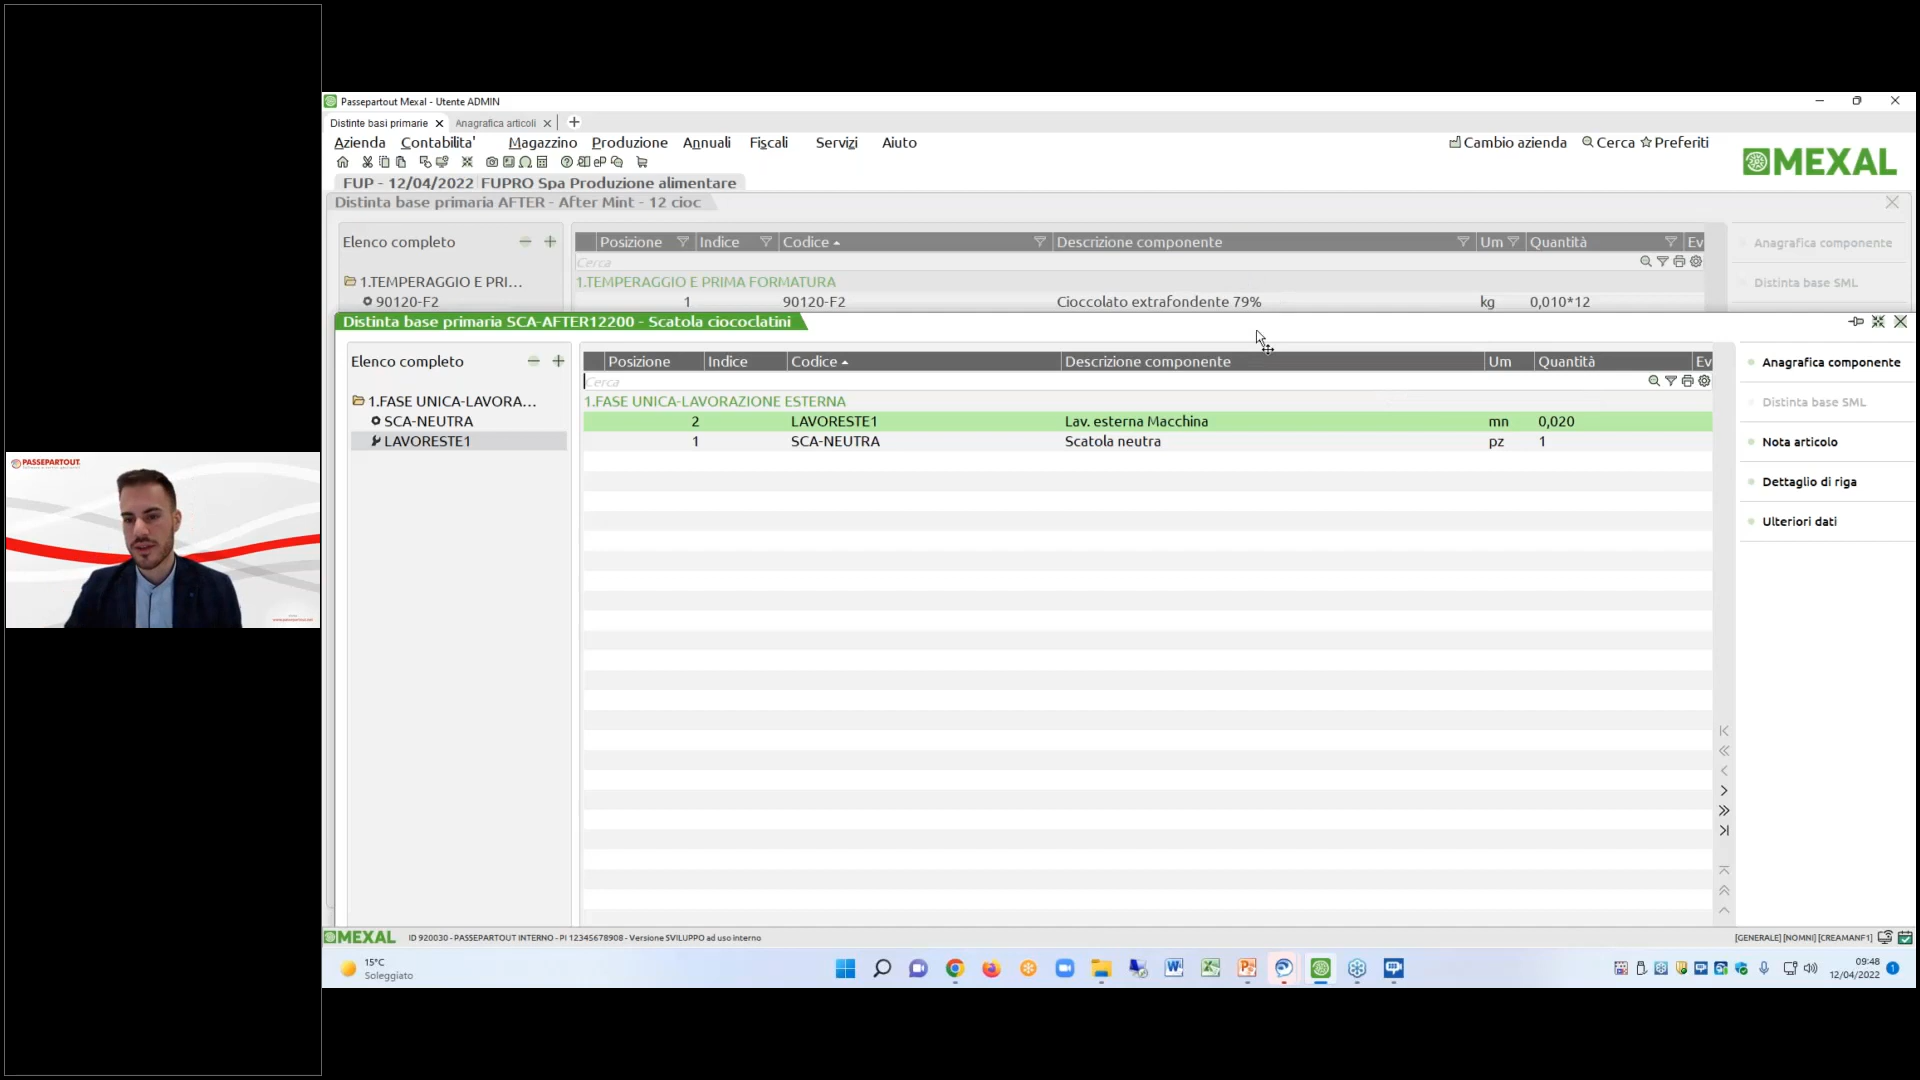 Passepartout Mexal - Utente ADMIN
Distinte basi primarie
Anagrafica articoli
Azienda Contabilita' Magazzino Produzione Annuali Fiscali Servizi Aiuto
Cambio azienda Cerca Preferiti
MEXAL
FUP - 12/04/2022 FUPRO Spa Produzione alimentare
Distinta base primaria AFTER - After Mint - 12 cioc
Elenco completo
Posizione Indice Codice Descrizione componente Um Quantità Ev
Anagrafica componente
Cerca
1.TEMPERAGGIO E PRI...
1.TEMPERAGGIO E PRIMA FORMATURA
Distinta base SML
90120-F2
1 90120-F2 Cioccolato extrafondente 79% kg 0,010*12
Distinta base primaria SCA-AFTER12200 - Scatola ciococlatini
Elenco completo
Posizione Indice Codice Descrizione componente Um Quantità Ev
Anagrafica componente
Cerca
1.FASE UNICA-LAVORA...
1.FASE UNICA-LAVORAZIONE ESTERNA
Distinta base SML
SCA-NEUTRA
2 LAVORESTE1 Lav. esterna Macchina mn 0,020
LAVORESTE1
1 SCA-NEUTRA Scatola neutra pz 1
Nota articolo
Dettaglio di riga
Ulteriori dati
PASSEPARTOUT
MEXAL
ID 920030 - PASSEPARTOUT INTERNO - PI 12345678908 - Versione SVILUPPO ad uso interno
[GENERALE] [NOMNI] [CREAMANF1]
15°C
Soleggiato
09:48
12/04/2022
1